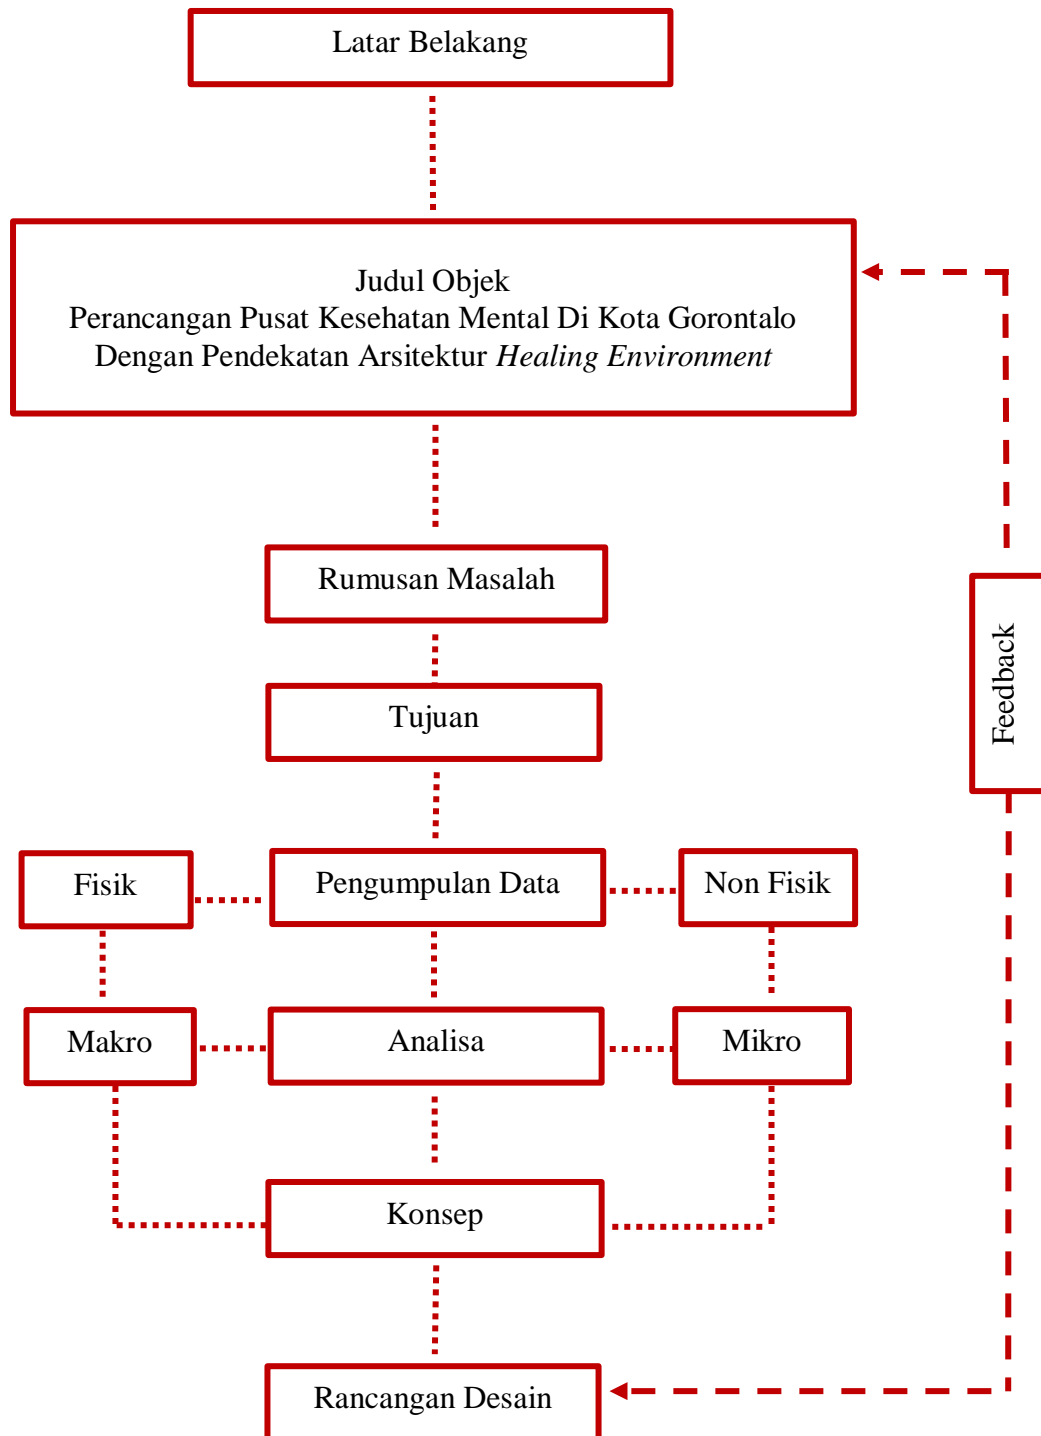 Latar Belakang
Judul Objek
Perancangan Pusat Kesehatan Mental Di Kota Gorontalo
Dengan Pendekatan Arsitektur Healing Environment
Rumusan Masalah
Feedback
Tujuan
Fisik
Pengumpulan Data
Non Fisik
Makro
Analisa
Mikro
Konsep
Rancangan Desain